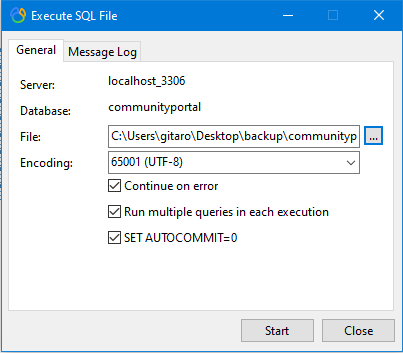 Execute SQL File
General Message Log
Server: localhost_3306
Database: communityportal
File: C:\Users\gitaro\Desktop\backup\communityp ...
Encoding: 65001 (UTF-8)
Continue on error
Run multiple queries in each execution
SET AUTOCOMMIT=0
Start Close